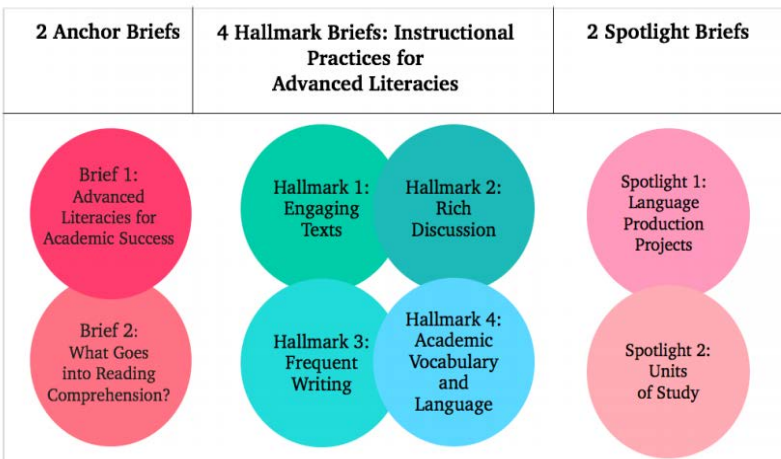 2 Anchor Briefs
4 Hallmark Briefs: Instructional
Practices for
Advanced Literacies
2 Spotlight Briefs
Brief 1:
Advanced
Literacies for
Academic Success
Brief 2:
What Goes
into Reading
Comprehension?
Hallmark 1:
Engaging
Texts
Hallmark 2:
Rich
Discussion
Hallmark 3:
Frequent
Writing
Hallmark 4:
Academic
Vocabulary
and
Language
Spotlight 1:
Language
Production
Projects
Spotlight 2:
Units
of Study